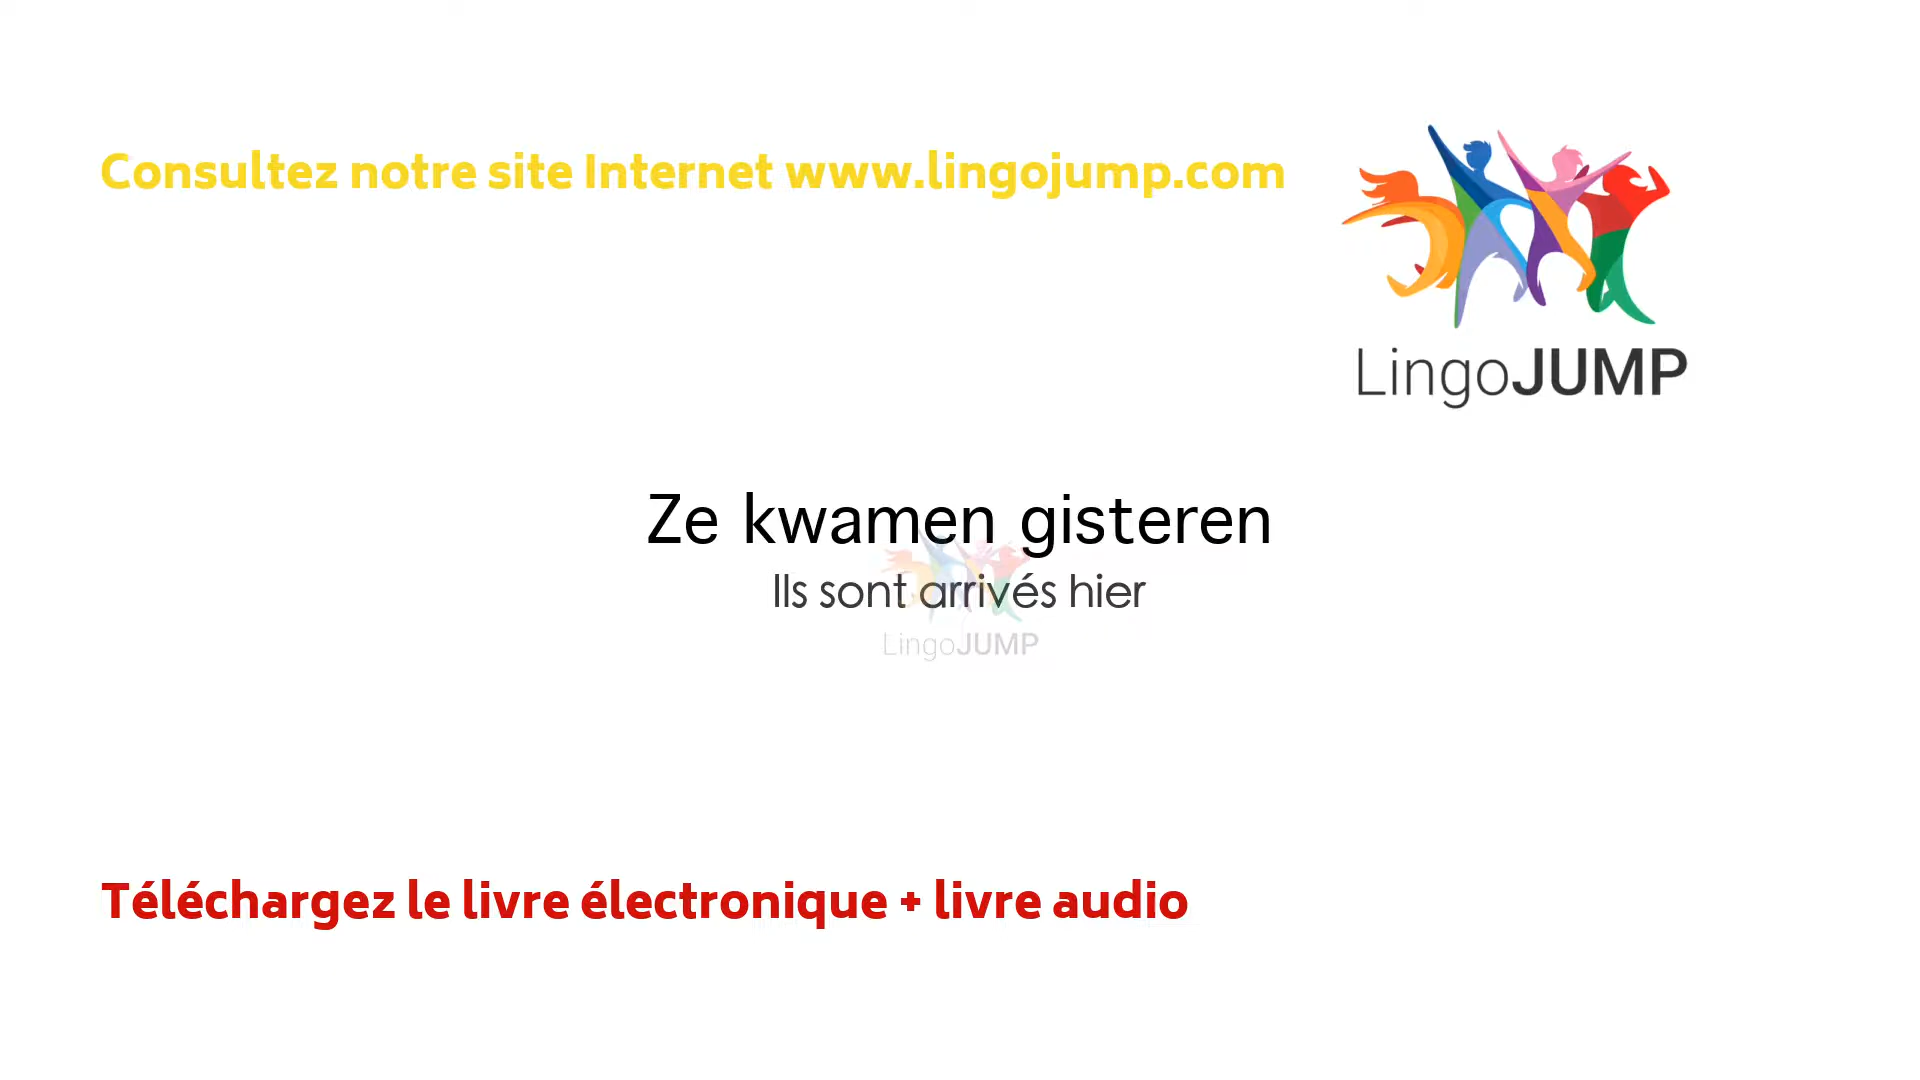 Consultez notre site Internet www.lingojump.com
LingoJUMP
Ze kwamen gisteren
Ils sont arrivés hier
LingoJUMP
Téléchargez le livre électronique + livre audio